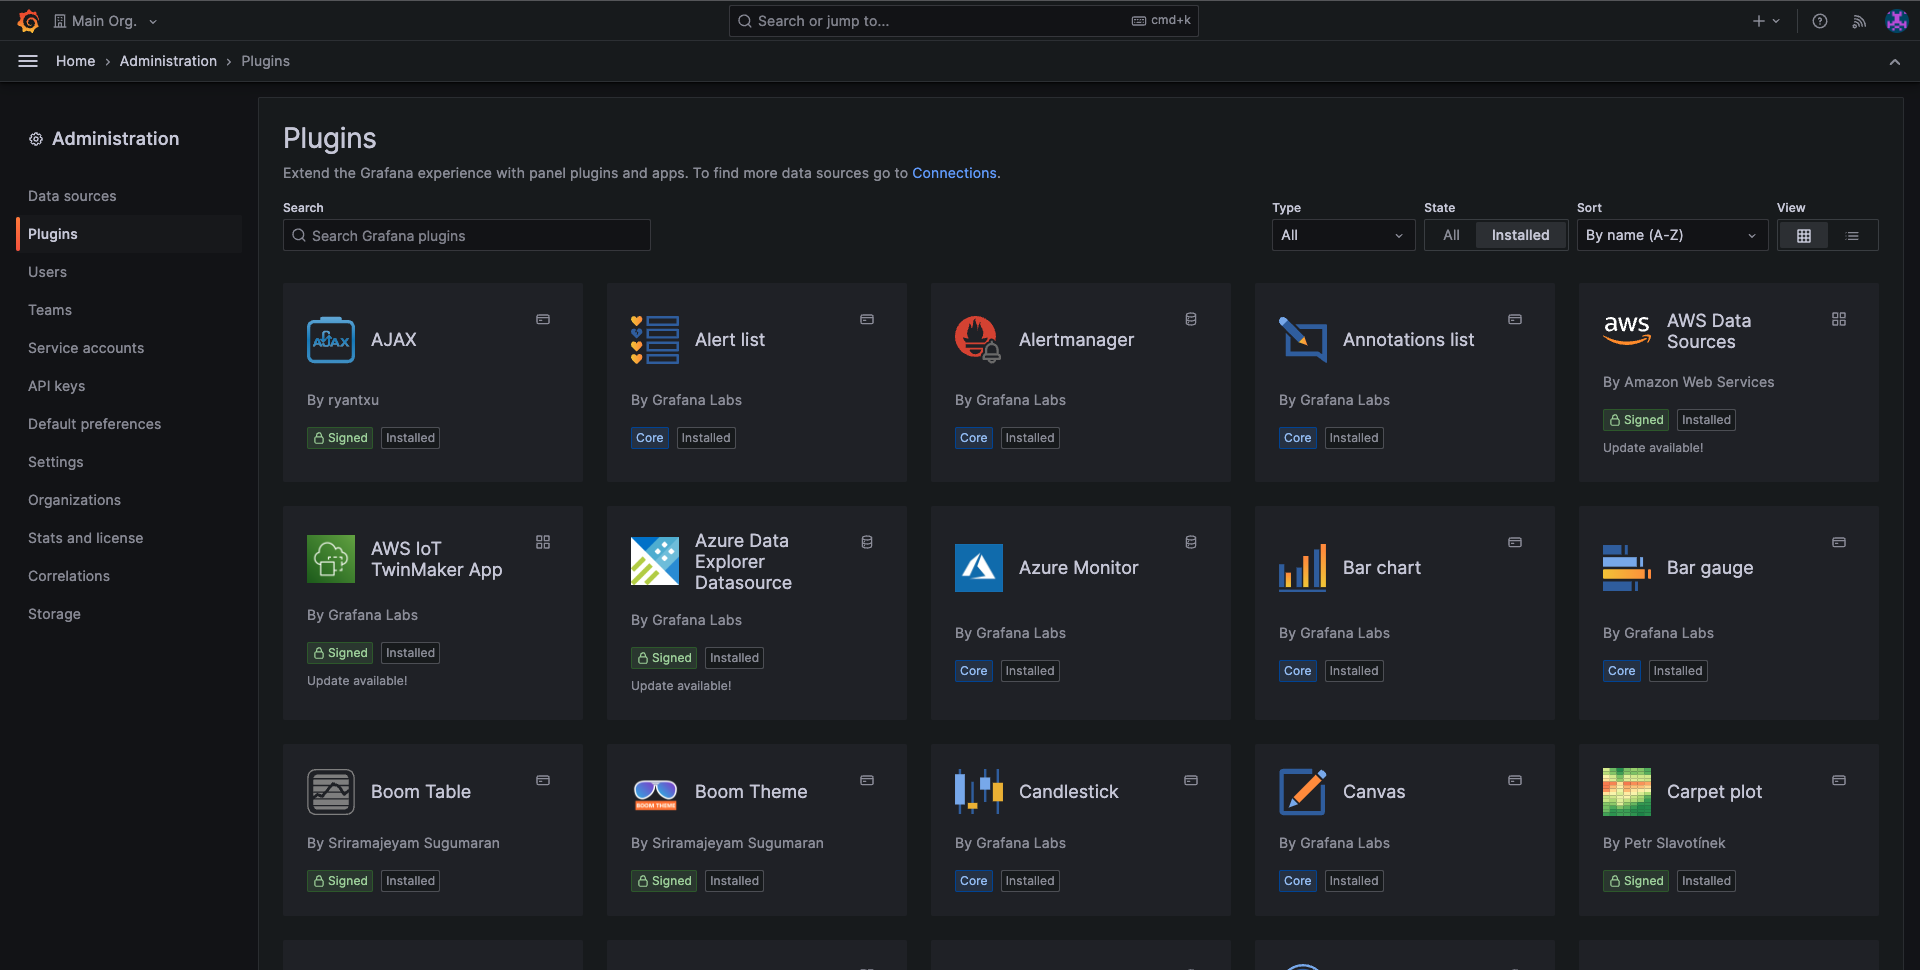 Main Org.
Search or jump to...
cmd+k
Home › Administration › Plugins
Administration
Data sources
Plugins
Users
Teams
Service accounts
API keys
Default preferences
Settings
Organizations
Stats and license
Correlations
Storage
Plugins
Extend the Grafana experience with panel plugins and apps. To find more data sources go to Connections.
Search
Search Grafana plugins
Type
All
State
All
Installed
Sort
By name (A-Z)
View
AJAX
AJAX
By ryantxu
Signed
Installed
Alert list
By Grafana Labs
Core
Installed
Alertmanager
By Grafana Labs
Core
Installed
Annotations list
By Grafana Labs
Core
Installed
aws
AWS Data
Sources
By Amazon Web Services
Signed
Installed
Update available!
AWS IoT
TwinMaker App
By Grafana Labs
Signed
Installed
Update available!
Azure Data
Explorer
Datasource
By Grafana Labs
Signed
Installed
Update available!
Azure Monitor
By Grafana Labs
Core
Installed
Bar chart
By Grafana Labs
Core
Installed
Bar gauge
By Grafana Labs
Core
Installed
Boom Table
By Sriramajeyam Sugumaran
Signed
Installed
BOOM THEME
Boom Theme
By Sriramajeyam Sugumaran
Signed
Installed
Candlestick
By Grafana Labs
Core
Installed
Canvas
By Grafana Labs
Core
Installed
Carpet plot
By Petr Slavotínek
Signed
Installed